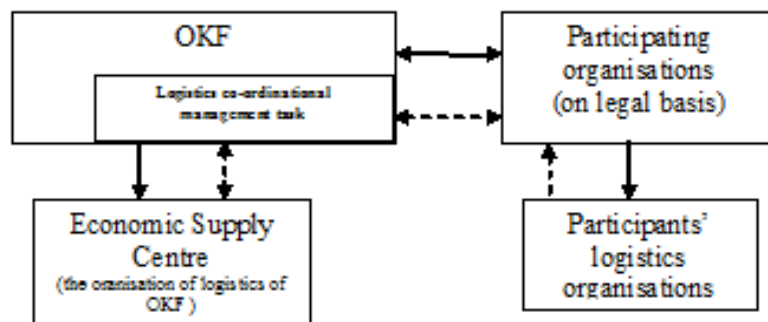 OKF
Logistics co-ordinational
management task
Participating
organisations
(on legal basis)
Economic Supply
Centre
(the oranisation of logistics of
OKF )
Participants'
logistics
organisations